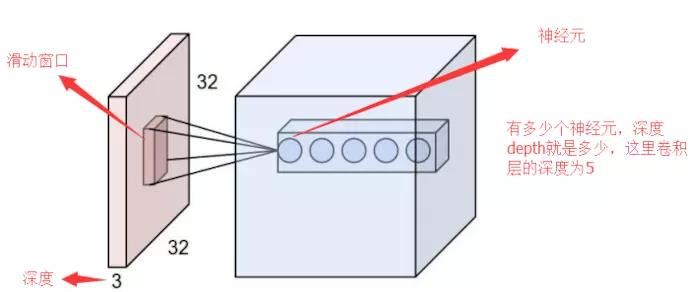 滑动窗口
32
32
深度
3
神经元
有多少个神经元，深度
depth就是多少，这里卷积
层的深度为5